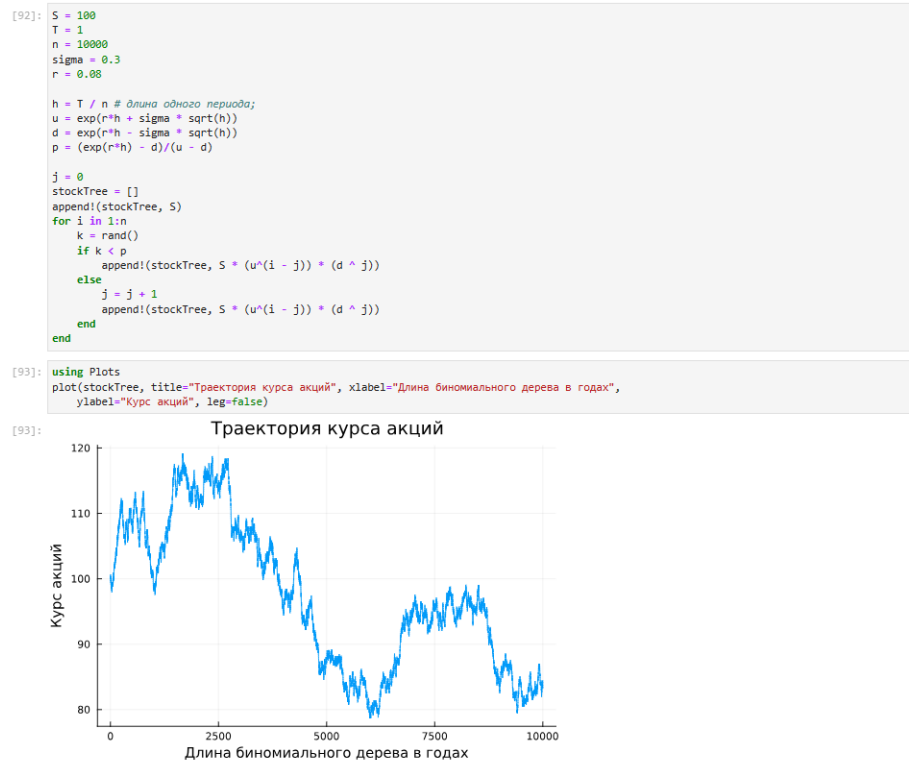 [92]: S = 100
T = 1
n = 10000
sigma = 0.3
r = 0.08
h = T / n # длина одного периода;
u = exp(r*h + sigma * sqrt(h))
d = exp(r*h - sigma * sqrt(h))
p = (exp(r*h) - d)/(u - d)
j = 0
stockTree = []
append!(stockTree, S)
for i in 1:n
    k = rand()
    if k < p
        append!(stockTree, S * (u^(i - j)) * (d ^ j))
    else
        j = j + 1
        append!(stockTree, S * (u^(i - j)) * (d ^ j))
    end
end
[93]: using Plots
plot(stockTree, title="Траектория курса акций", xlabel="Длина биномиального дерева в годах",
    ylabel="Курс акций", leg=false)
[93]:
Траектория курса акций
120
110
100
90
80
Курс акций
0 2500 5000 7500 10000
Длина биномиального дерева в годах